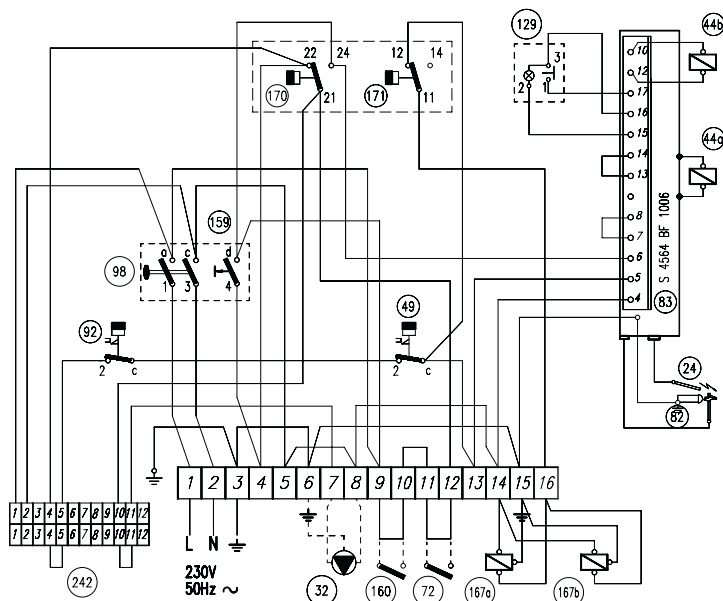 22 24 12 14
170 21 171 11
129
3
2 1
44b
44a
10
12
17
16
15
14
13
8
7
6
5
4
S 4564 BF 1006
83
24
82
159
98
a c d
1 3 4
92
2 c
49
2 c
1 2 3 4 5 6 7 8 9 10 11 12 13 14 15 16
1 2 3 4 5 6 7 8 9 10 11 12
1 2 3 4 5 6 7 8 9 10 11 12
242
L N
230V
50Hz ~
32
160
72
167a
167b